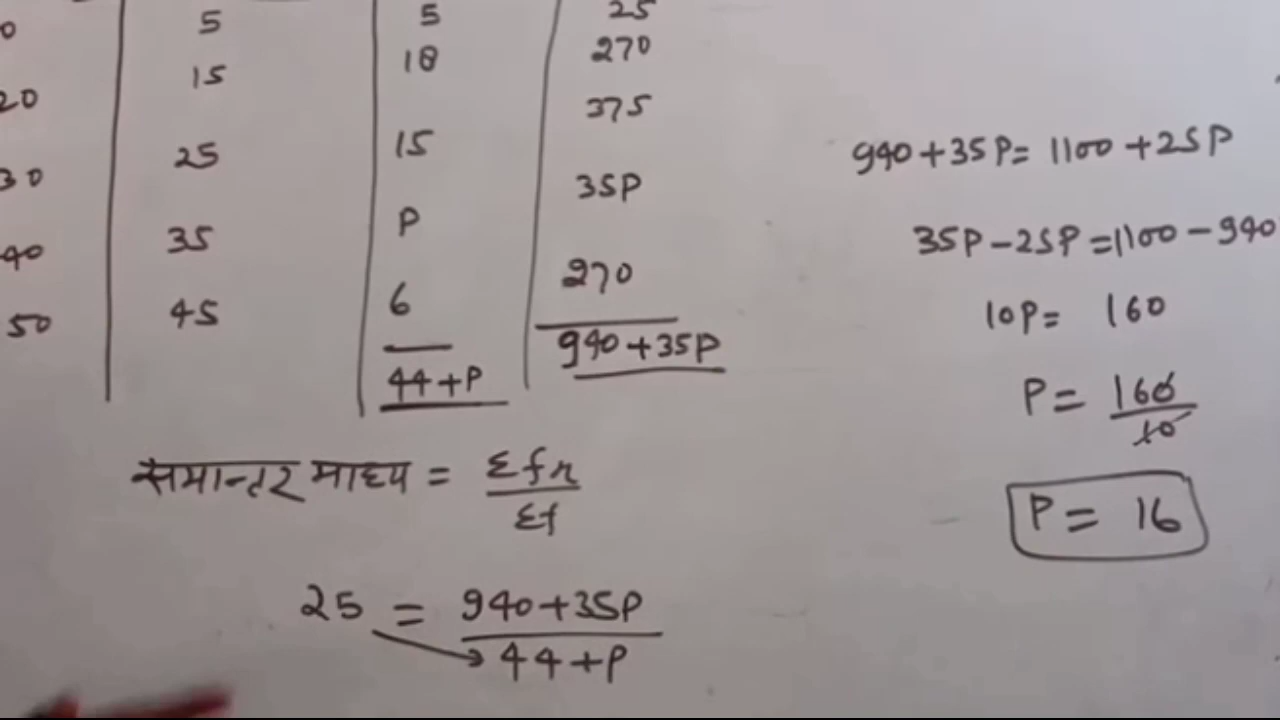 0 5 5 25
15 18 270
20 375
25 15
30 35P
35 P
40 270
45 6
50
44+P 940+35P
940+35P= 1100+25P
35P-25P=1100-940
10P= 160
P= 160/10
P= 16
समान्तर माध्य = Σfx/Σf
25 = 940+35P/44+P